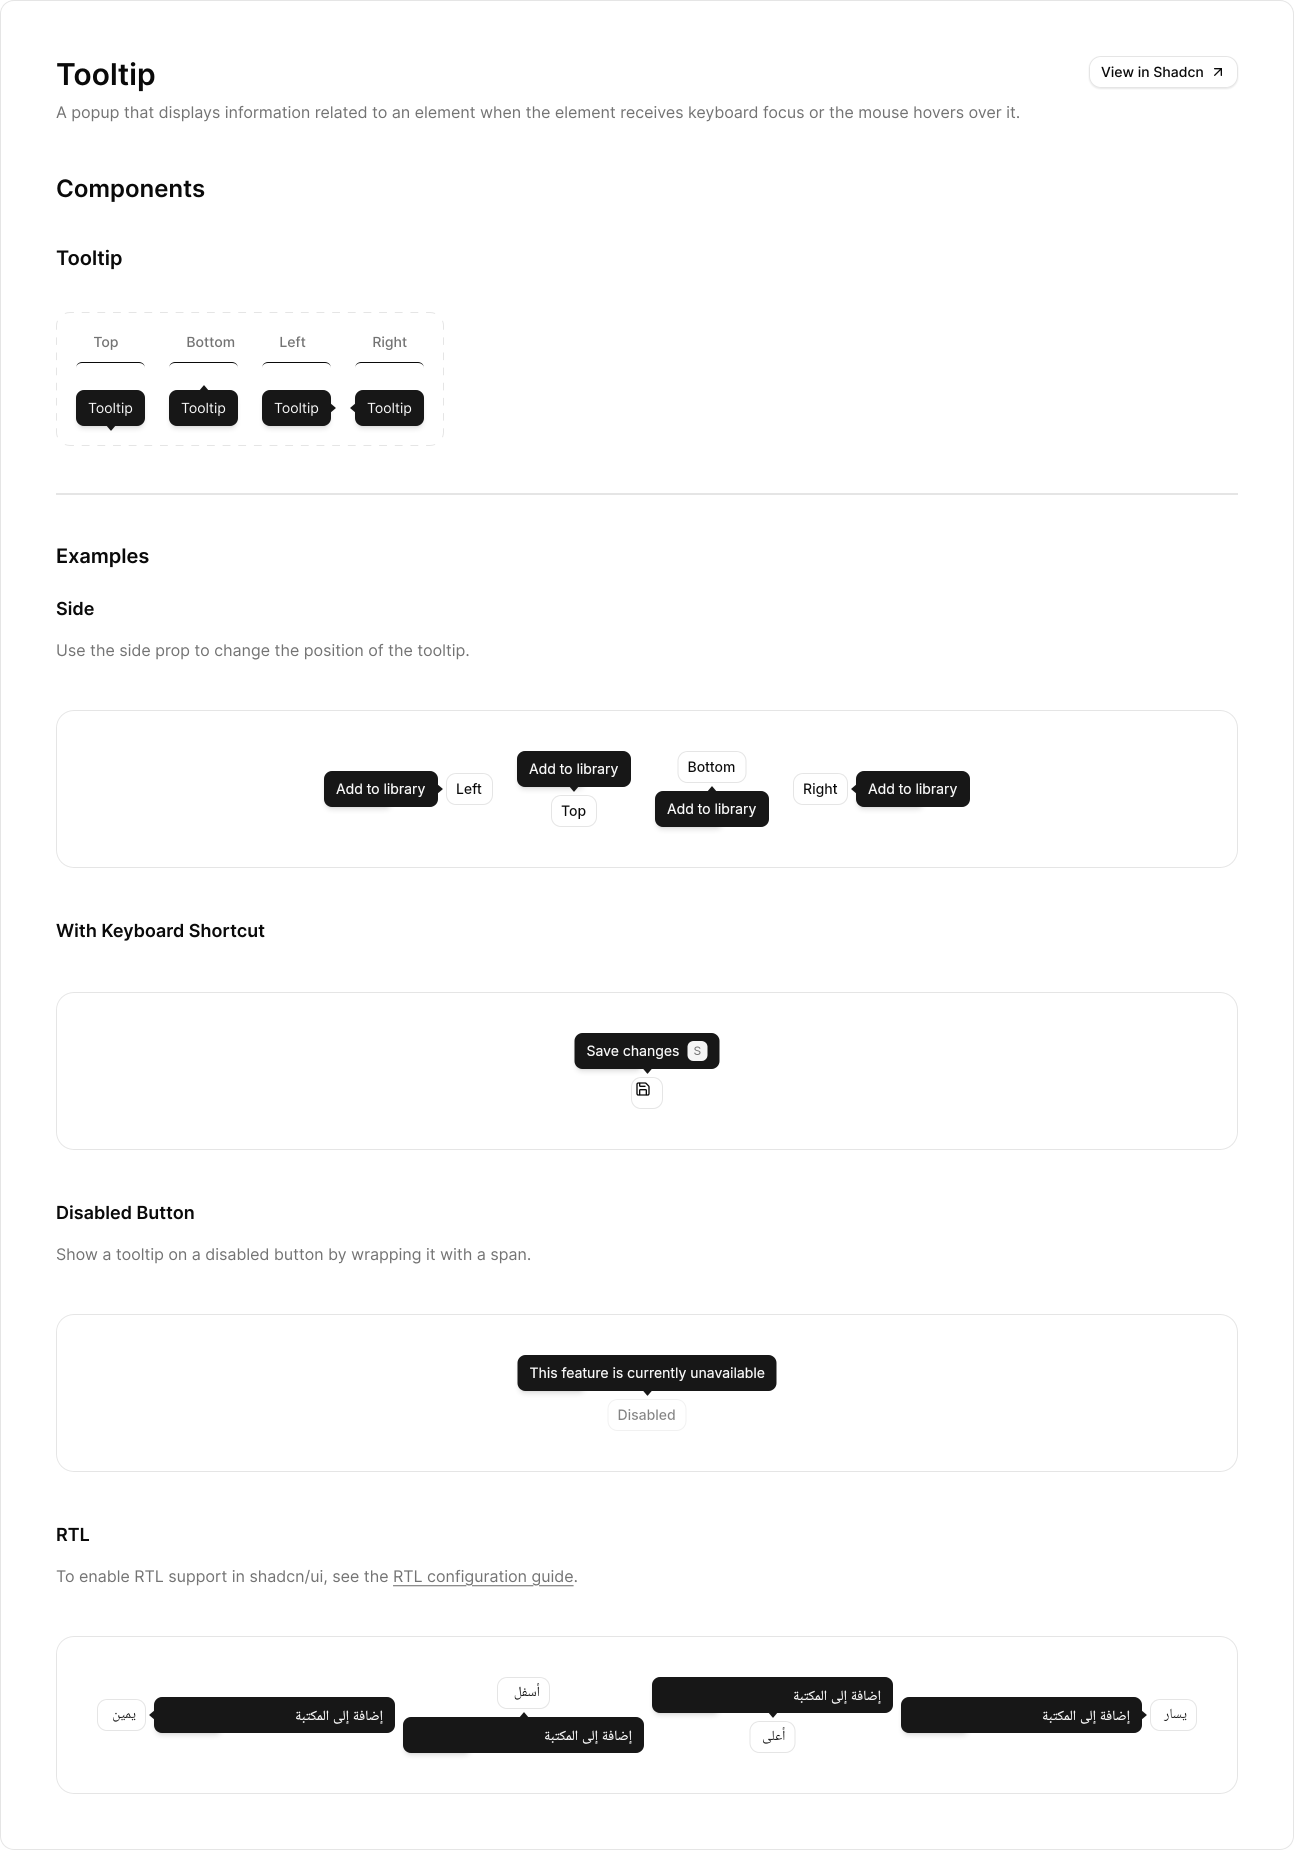 Tooltip
View in Shadcn
A popup that displays information related to an element when the element receives keyboard focus or the mouse hovers over it.
Components
Tooltip
Top Bottom Left Right
Tooltip Tooltip Tooltip Tooltip
Examples
Side
Use the side prop to change the position of the tooltip.
Add to library Left
Add to library
Top
Bottom
Add to library
Right Add to library
With Keyboard Shortcut
Save changes S
Disabled Button
Show a tooltip on a disabled button by wrapping it with a span.
This feature is currently unavailable
Disabled
RTL
To enable RTL support in shadcn/ui, see the RTL configuration guide.
يسار
إضافة إلى المكتبة
إضافة إلى المكتبة
أعلى
أسفل
إضافة إلى المكتبة
إضافة إلى المكتبة
يمين